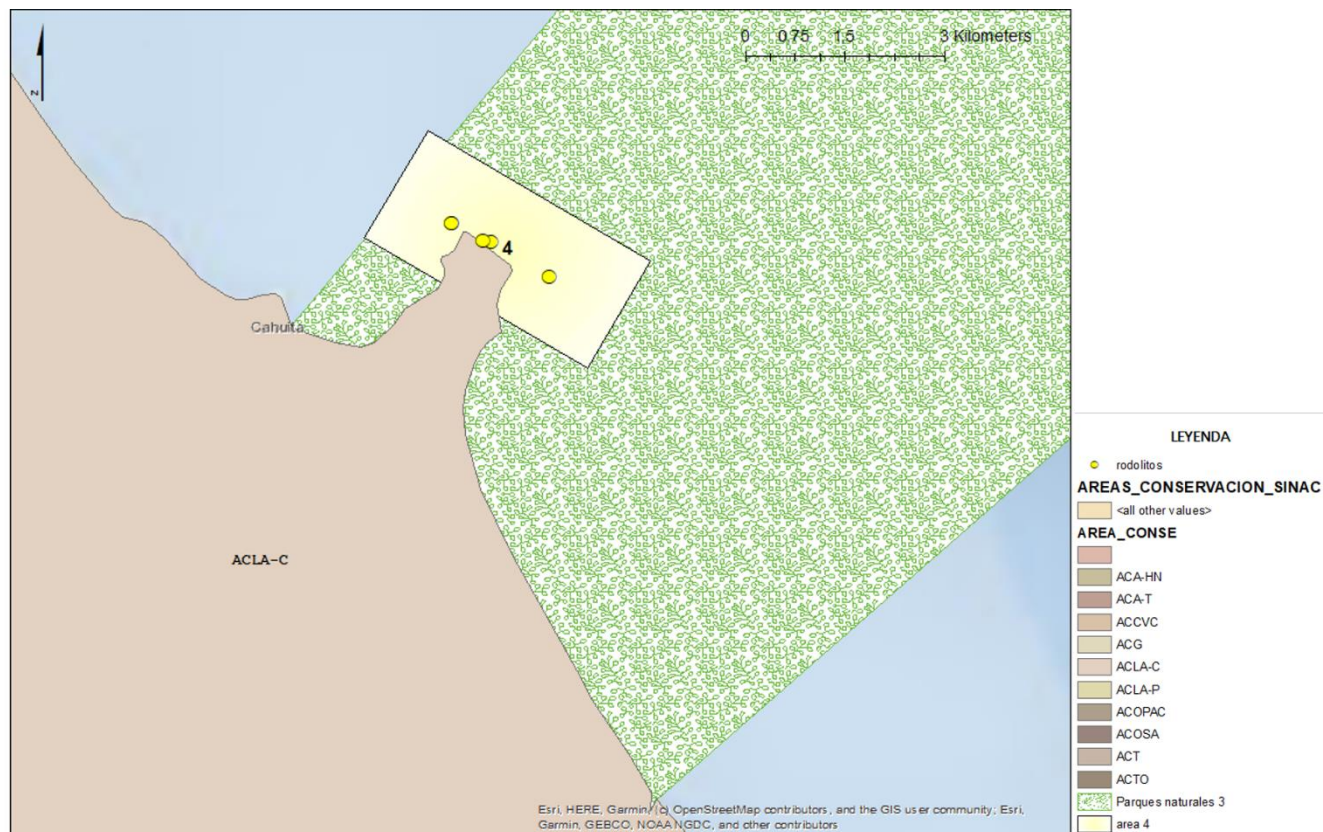 0 0.75 1.5 3 Kilometers
N
4
Cahuita
ACLA-C
Esri, HERE, Garmin, (c) OpenStreetMap contributors, and the GIS user community; Esri,
Garmin, GEBCO, NOAA NGDC, and other contributors
LEYENDA
rodolitos
AREAS_CONSERVACION_SINAC
<all other values>
AREA_CONSE
ACA-HN
ACA-T
ACCVC
ACG
ACLA-C
ACLA-P
ACOPAC
ACOSA
ACT
ACTO
Parques naturales 3
area 4